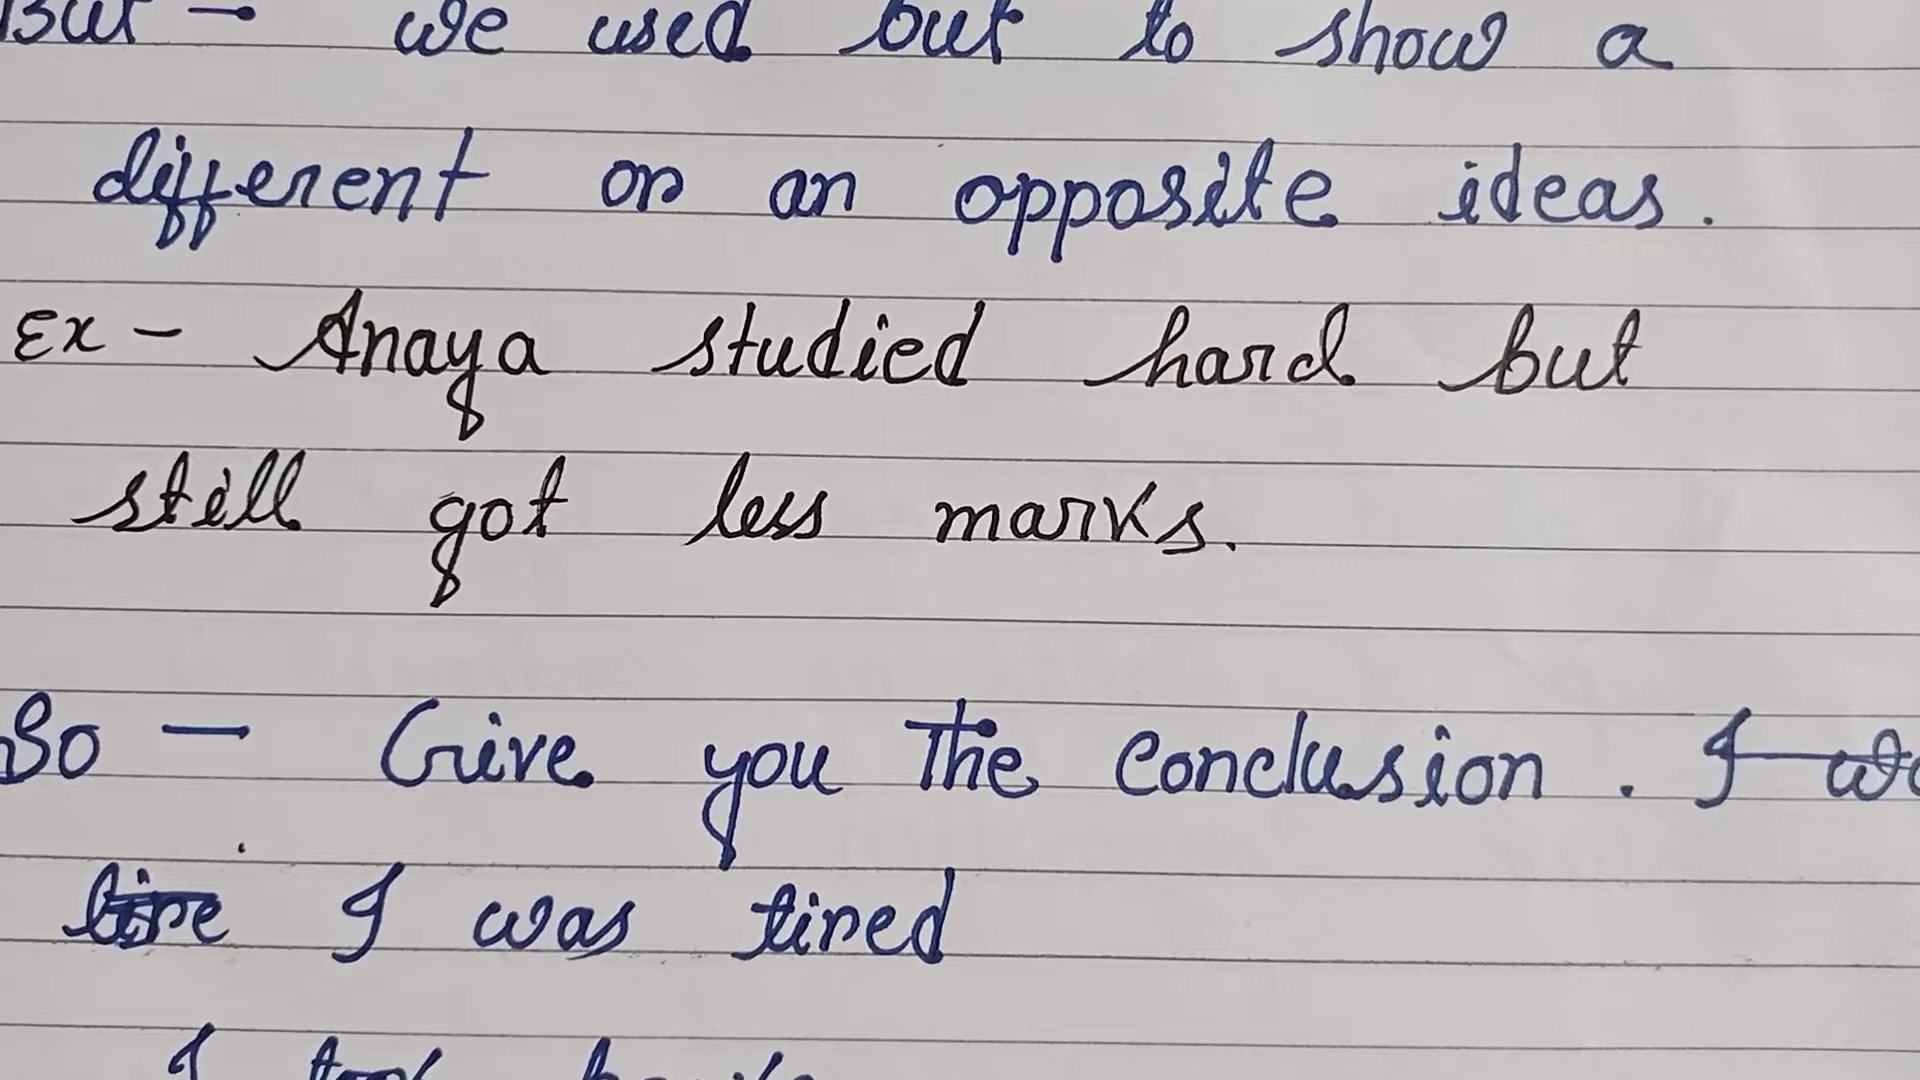 But - we used but to show a
different or an opposite ideas.
Ex - Anaya studied hard but
still got less marks.
So - Give you the conclusion. I
I was tired
I took